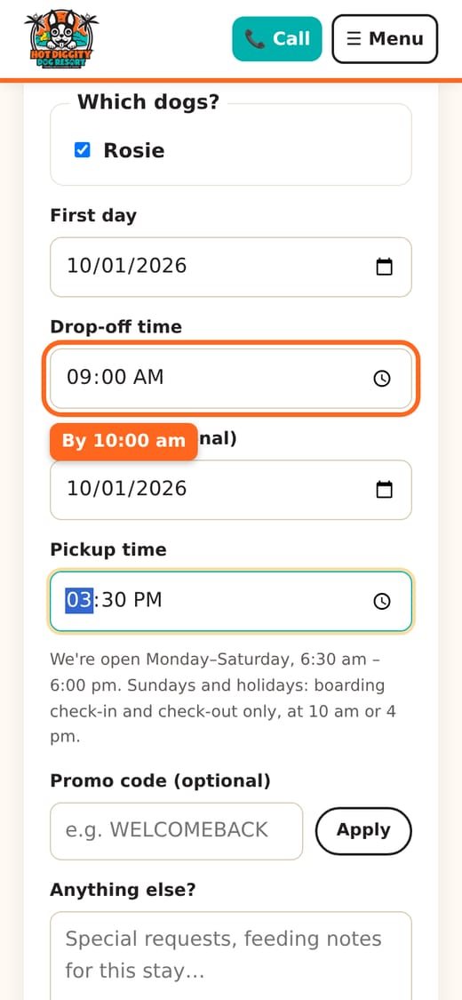 HOT DIGGITY
DOG RESORT
📞 Call
☰ Menu
Which dogs?
Rosie
First day
10/01/2026
Drop-off time
09:00 AM
By 10:00 am
nal)
10/01/2026
Pickup time
03:30 PM
We're open Monday–Saturday, 6:30 am –
6:00 pm. Sundays and holidays: boarding
check-in and check-out only, at 10 am or 4
pm.
Promo code (optional)
e.g. WELCOMEBACK
Apply
Anything else?
Special requests, feeding notes
for this stay...